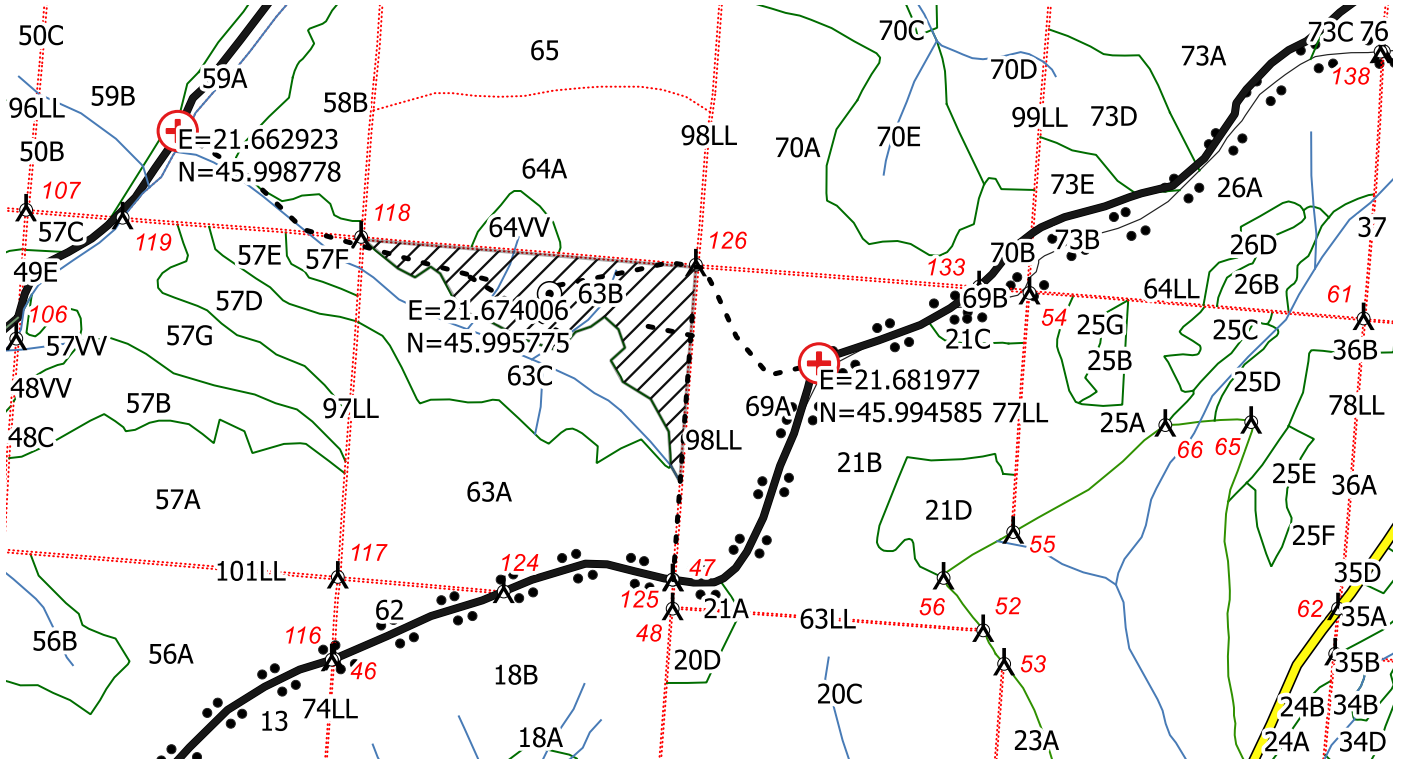 50C
59B
59A
58B
65
70C
73A
73C
76
138
70D
96LL
99LL
73D
98LL
E=21.662923
50B
N=45.998778
70E
70A
64A
73E
26A
107
118
57C
119
64VV
126
73B
37
57E
57F
70B
26D
49E
133
63B
69B
64LL
26B
61
57D
E=21.674006
106
54
25G
25C
57G
N=45.995775
21C
57VV
25B
36B
63C
E=21.681977
25D
48VV
57B
97LL
69A
N=45.994585
77LL
78LL
25A
48C
98LL
66
65
21B
25E
57A
63A
36A
21D
25F
55
117
124
47
101LL
35D
125
56
52
62
62
21A
63LL
35A
116
48
56B
56A
46
53
35B
20D
18B
20C
74LL
13
24B
34B
18A
23A
24A
34D